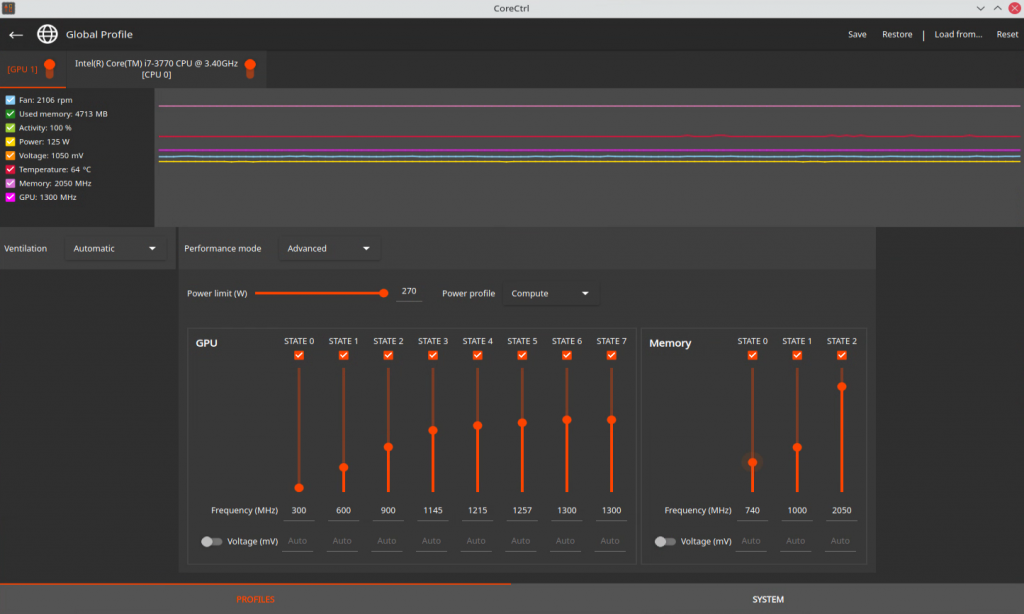 CoreCtrl
Global Profile
Save Restore | Load from... Reset
[GPU 1]
Intel(R) Core(TM) i7-3770 CPU @ 3.40GHz
[CPU 0]
Fan: 2106 rpm
Used memory: 4713 MB
Activity: 100 %
Power: 125 W
Voltage: 1050 mV
Temperature: 64 °C
Memory: 2050 MHz
GPU: 1300 MHz
Ventilation Automatic
Performance mode Advanced
Power limit (W) 270 Power profile Compute
GPU
STATE 0 STATE 1 STATE 2 STATE 3 STATE 4 STATE 5 STATE 6 STATE 7
Frequency (MHz) 300 600 900 1145 1215 1257 1300 1300
Voltage (mV) Auto Auto Auto Auto Auto Auto Auto Auto
Memory
STATE 0 STATE 1 STATE 2
Frequency (MHz) 740 1000 2050
Voltage (mV) Auto Auto Auto
PROFILES SYSTEM